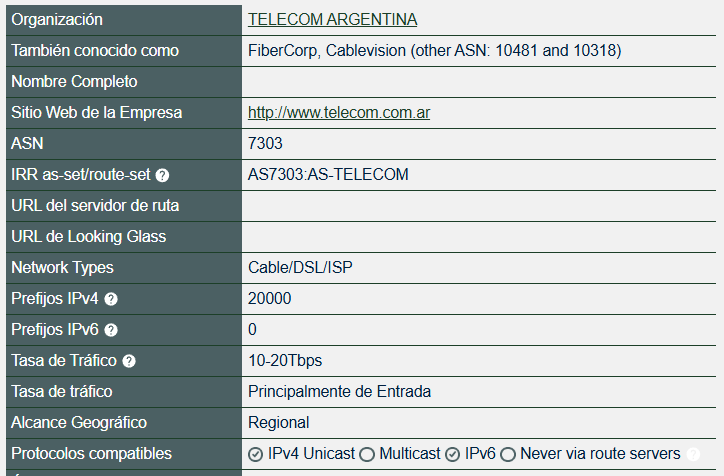 Organización TELECOM ARGENTINA
También conocido como FiberCorp, Cablevision (other ASN: 10481 and 10318)
Nombre Completo
Sitio Web de la Empresa http://www.telecom.com.ar
ASN 7303
IRR as-set/route-set ? AS7303:AS-TELECOM
URL del servidor de ruta
URL de Looking Glass
Network Types Cable/DSL/ISP
Prefijos IPv4 ? 20000
Prefijos IPv6 ? 0
Tasa de Tráfico ? 10-20Tbps
Tasa de tráfico Principalmente de Entrada
Alcance Geográfico Regional
Protocolos compatibles IPv4 Unicast Multicast IPv6 Never via route servers ?